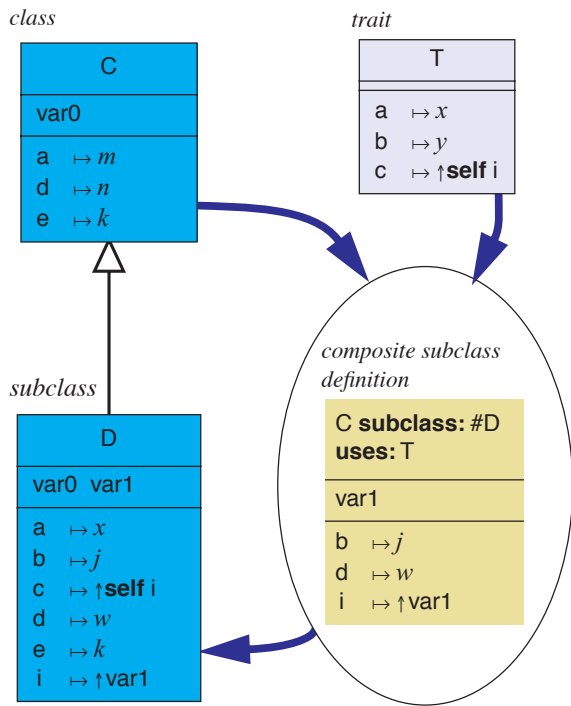 class
C
var0
a ↦ m
d ↦ n
e ↦ k
trait
T
a ↦ x
b ↦ y
c ↦ ↑self i
composite subclass
definition
C subclass: #D
uses: T
var1
b ↦ j
d ↦ w
i ↦ ↑var1
subclass
D
var0 var1
a ↦ x
b ↦ j
c ↦ ↑self i
d ↦ w
e ↦ k
i ↦ ↑var1